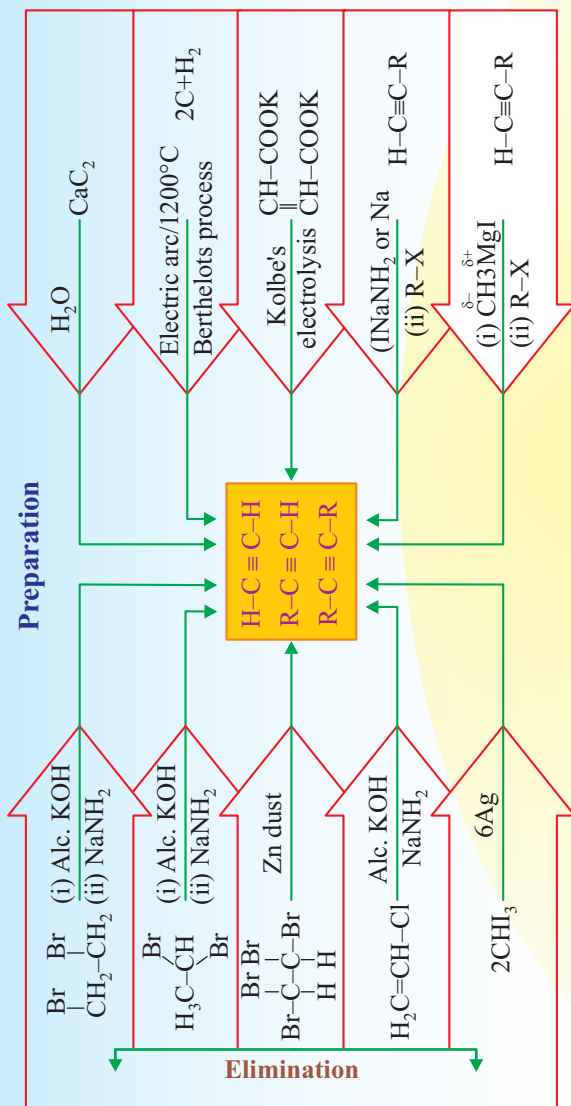 Preparation
Br Br
CH₂–CH₂
(i) Alc. KOH
(ii) NaNH₂
H₃C–CH
Br
Br
(i) Alc. KOH
(ii) NaNH₂
Br Br
Br–C–C–Br
H H
Zn dust
H₂C=CH–Cl
Alc. KOH
NaNH₂
2CHI₃
6Ag
Elimination
H–C≡C–H
R–C≡C–H
R–C≡C–R
H₂O
CaC₂
Electric arc/1200°C
Berthelots process
2C+H₂
Kolbe's
electrolysis
CH–COOK
||
CH–COOK
(INaNH₂ or Na
(ii) R–X
H–C≡C–R
δ– δ+
(i) CH3MgI
(ii) R–X
H–C≡C–R